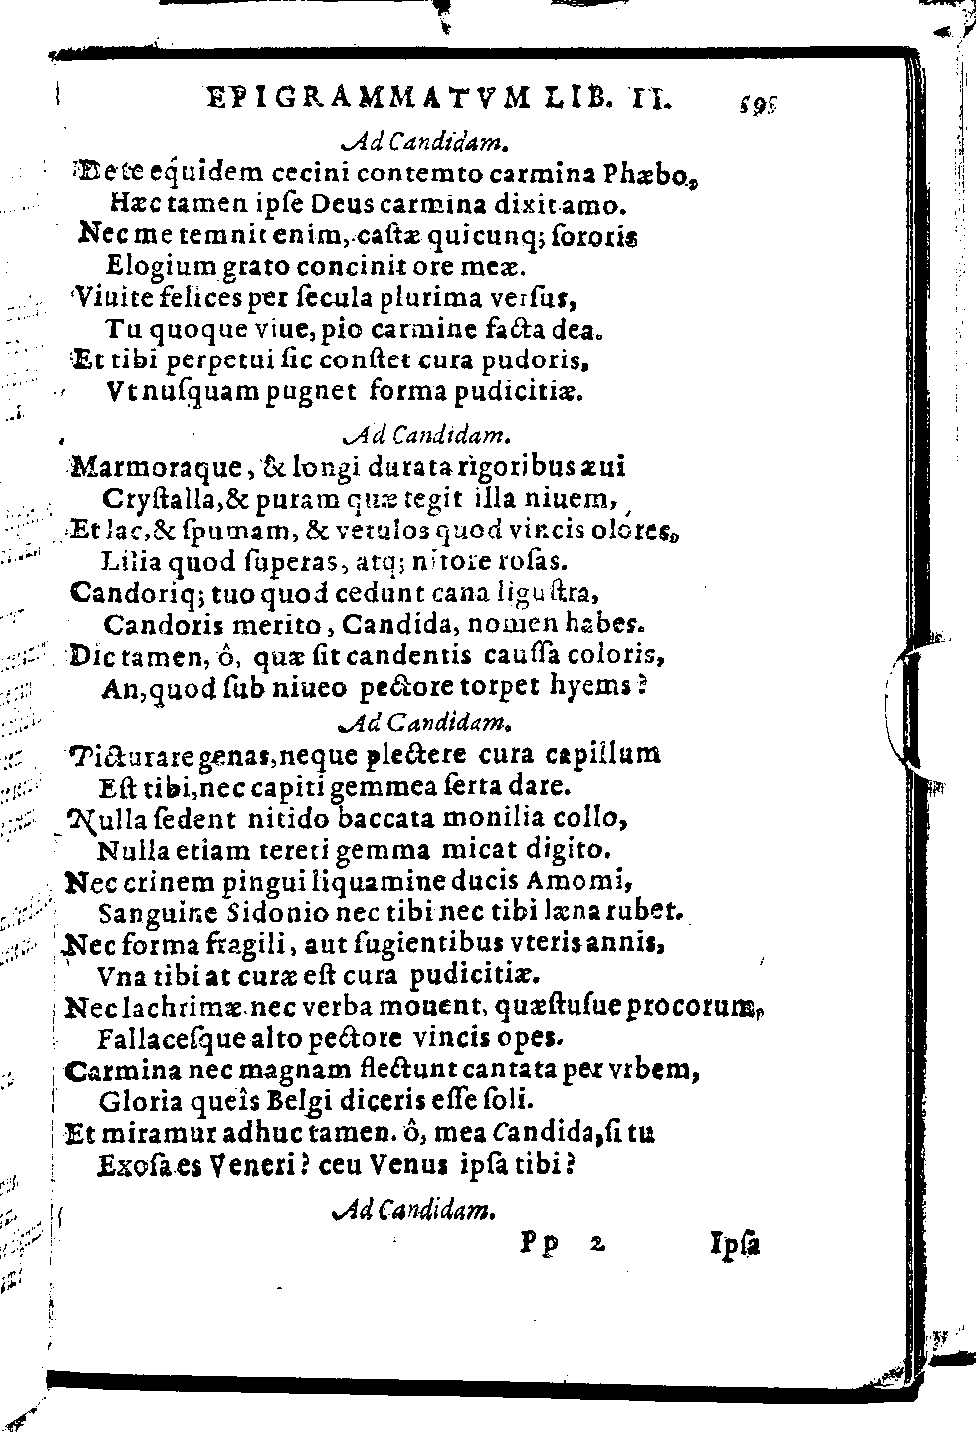 EPIGRAMMATVM LIB. II. 595
Ad Candidam.
De te equidem cecini contemto carmina Phæbo,
Hæc tamen ipſe Deus carmina dixit amo.
Nec me temnit enim, caſtæ quicunq; ſororis
Elogium grato concinit ore meæ.
Viuite felices per ſecula plurima verſus,
Tu quoque viue, pio carmine facta dea.
Et tibi perpetui ſic conſtet cura pudoris,
Vt nuſquam pugnet forma pudicitiæ.
Ad Candidam.
Marmoraque, & longi durata rigoribus æui
Cryſtalla, & puram quæ tegit illa niuem,
Et lac, & ſpumam, & vetulos quod vincis olores,
Lilia quod ſuperas, atq; nitore roſas.
Candoriq; tuo quod cedunt cana liguſtra,
Candoris merito, Candida, nomen habes.
Dic tamen, ô, quæ ſit candentis cauſſa coloris,
An, quod ſub niueo pectore torpet hyems?
Ad Candidam.
Picturare genas, neque plectere cura capillum
Eſt tibi, nec capiti gemmea ſerta dare.
Nulla ſedent nitido baccata monilia collo,
Nulla etiam tereti gemma micat digito.
Nec crinem pingui liquamine ducis Amomi,
Sanguine Sidonio nec tibi nec tibi læna rubet.
Nec forma fragili, aut fugientibus vteris annis,
Vna tibi at curæ eſt cura pudicitiæ.
Nec lachrimæ nec verba mouent, quæſtuſue procorum,
Fallaceſque alto pectore vincis opes.
Carmina nec magnam flectunt cantata per vrbem,
Gloria queîs Belgi diceris eſſe ſoli.
Et miramur adhuc tamen. ô, mea Candida, ſi tu
Exoſa es Veneri? ceu Venus ipſa tibi?
Ad Candidam.
Pp 2 Ipſa